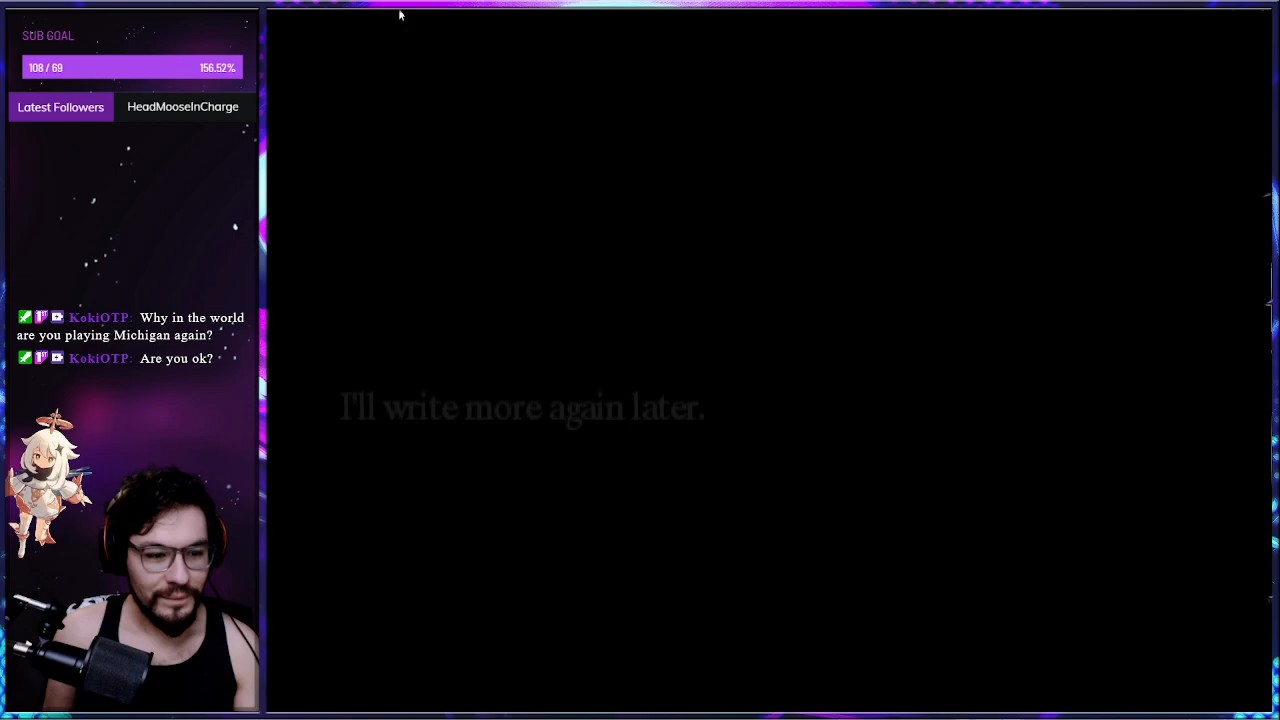 SUB GOAL
108 / 69 156.52%
Latest Followers HeadMooseInCharge
KokiOTP: Why in the world
are you playing Michigan again?
KokiOTP: Are you ok?
I'll write more again later.